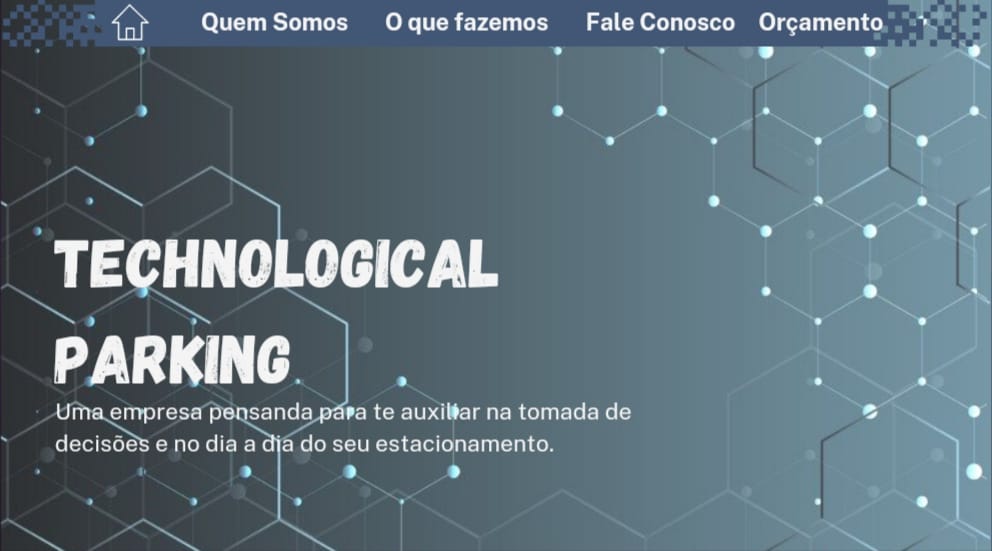 Quem Somos O que fazemos Fale Conosco Orçamento
TECHNOLOGICAL
PARKING
Uma empresa pensanda para te auxiliar na tomada de
decisões e no dia a dia do seu estacionamento.